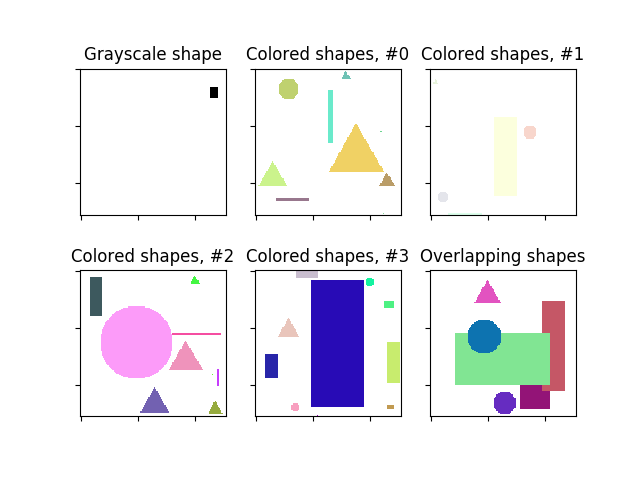 Grayscale shape
Colored shapes, #0
Colored shapes, #1
Colored shapes, #2
Colored shapes, #3
Overlapping shapes